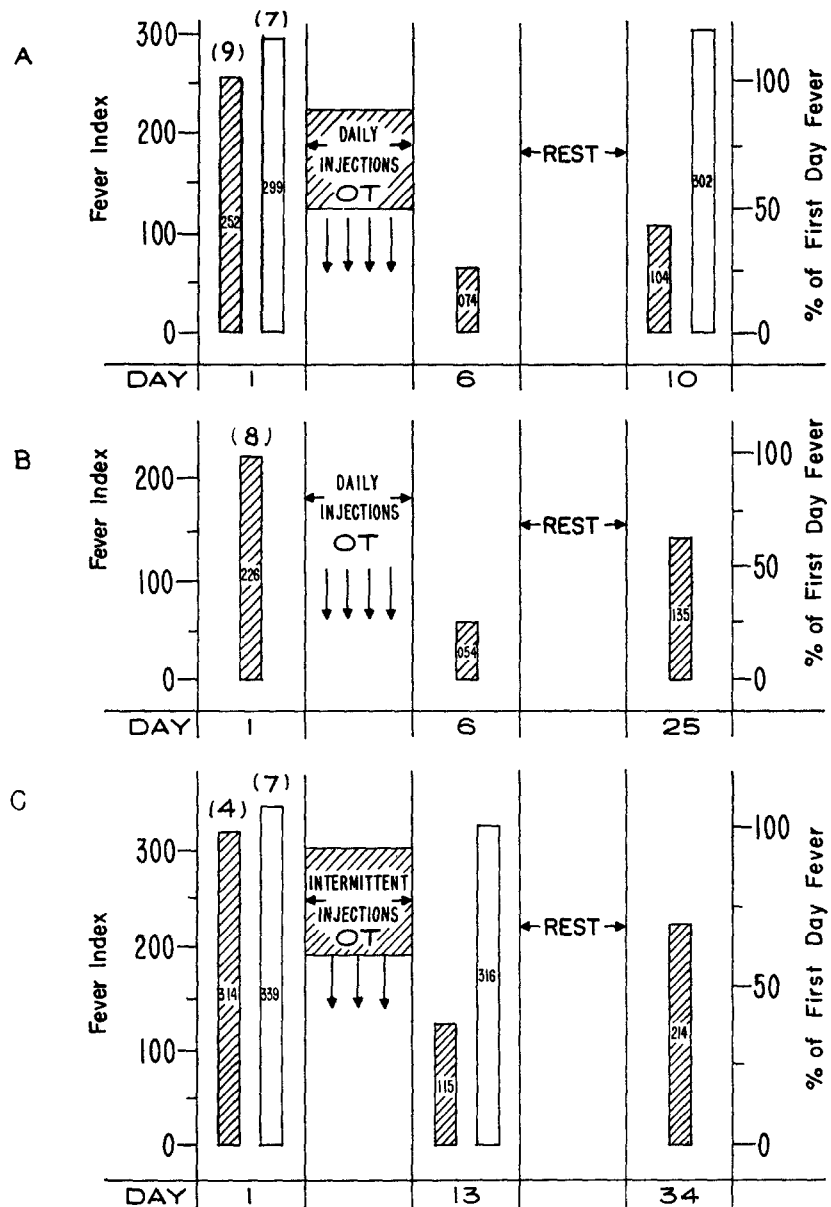 A
Fever Index
300
200
100
0
(9)
(7)
252
299
DAILY
INJECTIONS
OT
074
REST
104
302
100
50
0
% of First Day Fever
DAY 1 6 10
B
Fever Index
200
100
0
(8)
226
DAILY
INJECTIONS
OT
054
REST
135
100
50
0
% of First Day Fever
DAY 1 6 25
C
Fever Index
300
200
100
0
(4)
(7)
314
339
INTERMITTENT
INJECTIONS
OT
115
316
REST
214
100
50
0
% of First Day Fever
DAY 1 13 34